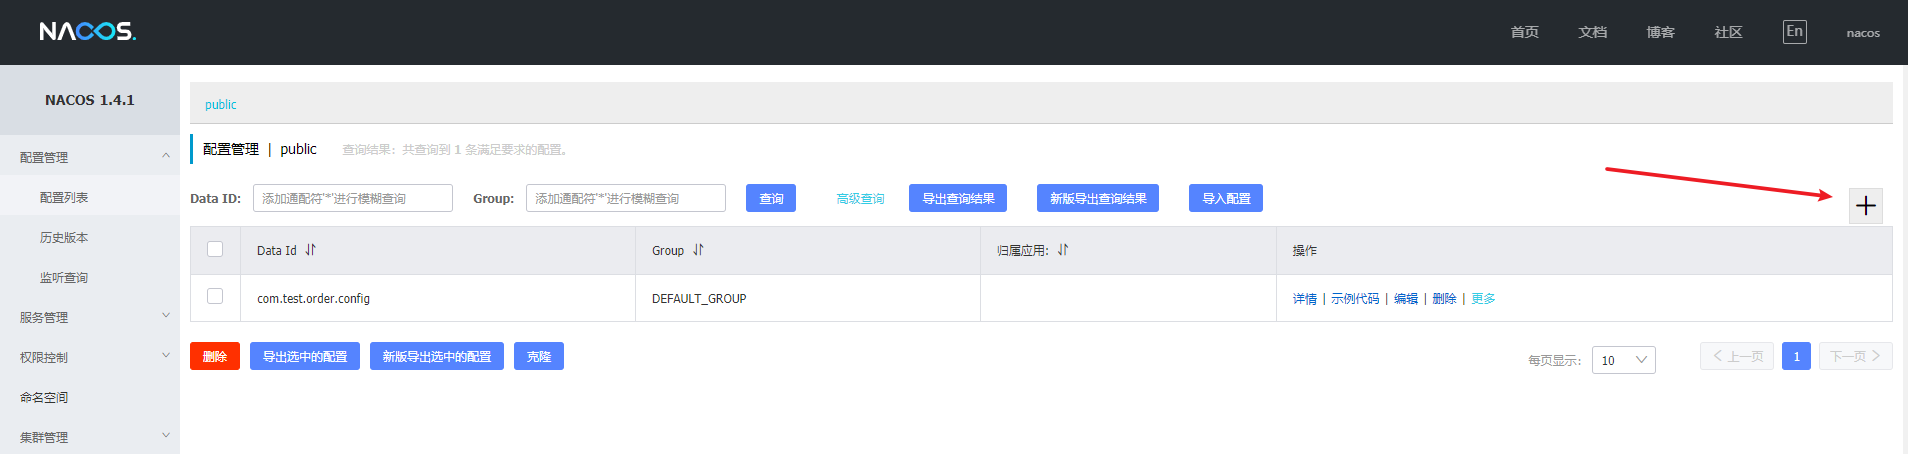 NACOS.
首页 文档 博客 社区 En nacos
NACOS 1.4.1
配置管理
配置列表
历史版本
监听查询
服务管理
权限控制
命名空间
集群管理
public
配置管理 | public 查询结果：共查询到 1 条满足要求的配置。
Data ID: 添加通配符'*'进行模糊查询 Group: 添加通配符'*'进行模糊查询 查询 高级查询 导出查询结果 新版导出查询结果 导入配置
Data Id Group 归属应用: 操作
com.test.order.config DEFAULT_GROUP 详情 | 示例代码 | 编辑 | 删除 | 更多
删除 导出选中的配置 新版导出选中的配置 克隆
每页显示: 10 上一页 1 下一页